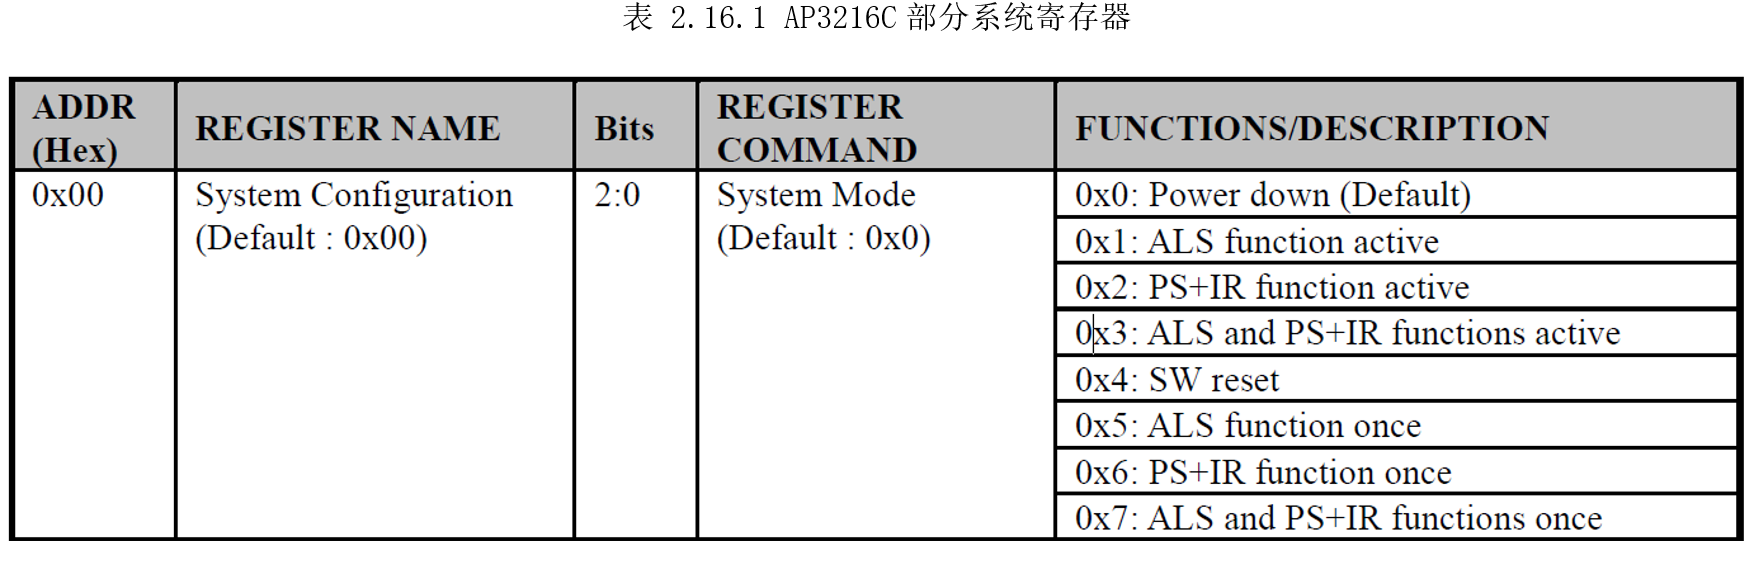 表 2.16.1 AP3216C 部分系统寄存器
ADDR
(Hex)
REGISTER NAME
Bits
REGISTER
COMMAND
FUNCTIONS/DESCRIPTION
0x00
System Configuration
(Default : 0x00)
2:0
System Mode
(Default : 0x0)
0x0: Power down (Default)
0x1: ALS function active
0x2: PS+IR function active
0x3: ALS and PS+IR functions active
0x4: SW reset
0x5: ALS function once
0x6: PS+IR function once
0x7: ALS and PS+IR functions once